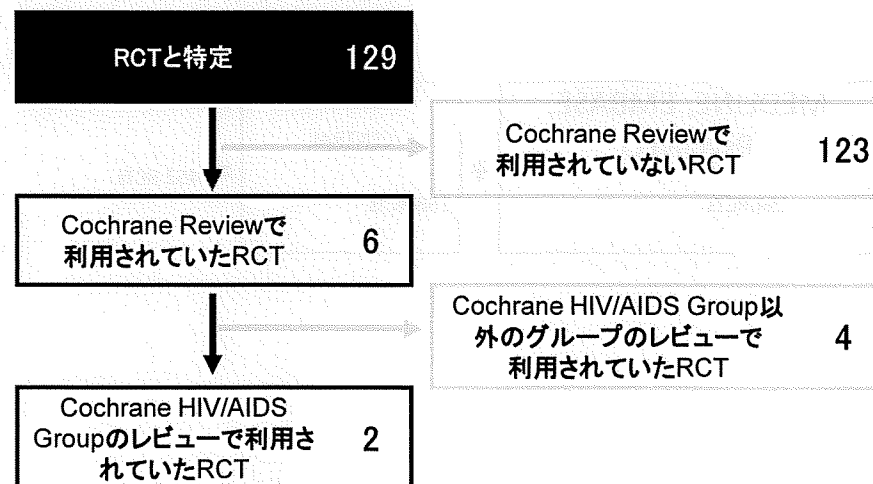 RCTと特定 129
Cochrane Reviewで
利用されていないRCT 123
Cochrane Reviewで
利用されていたRCT 6
Cochrane HIV/AIDS Group以
外のグループのレビューで 4
利用されていたRCT
Cochrane HIV/AIDS
Groupのレビューで利用さ 2
れていたRCT